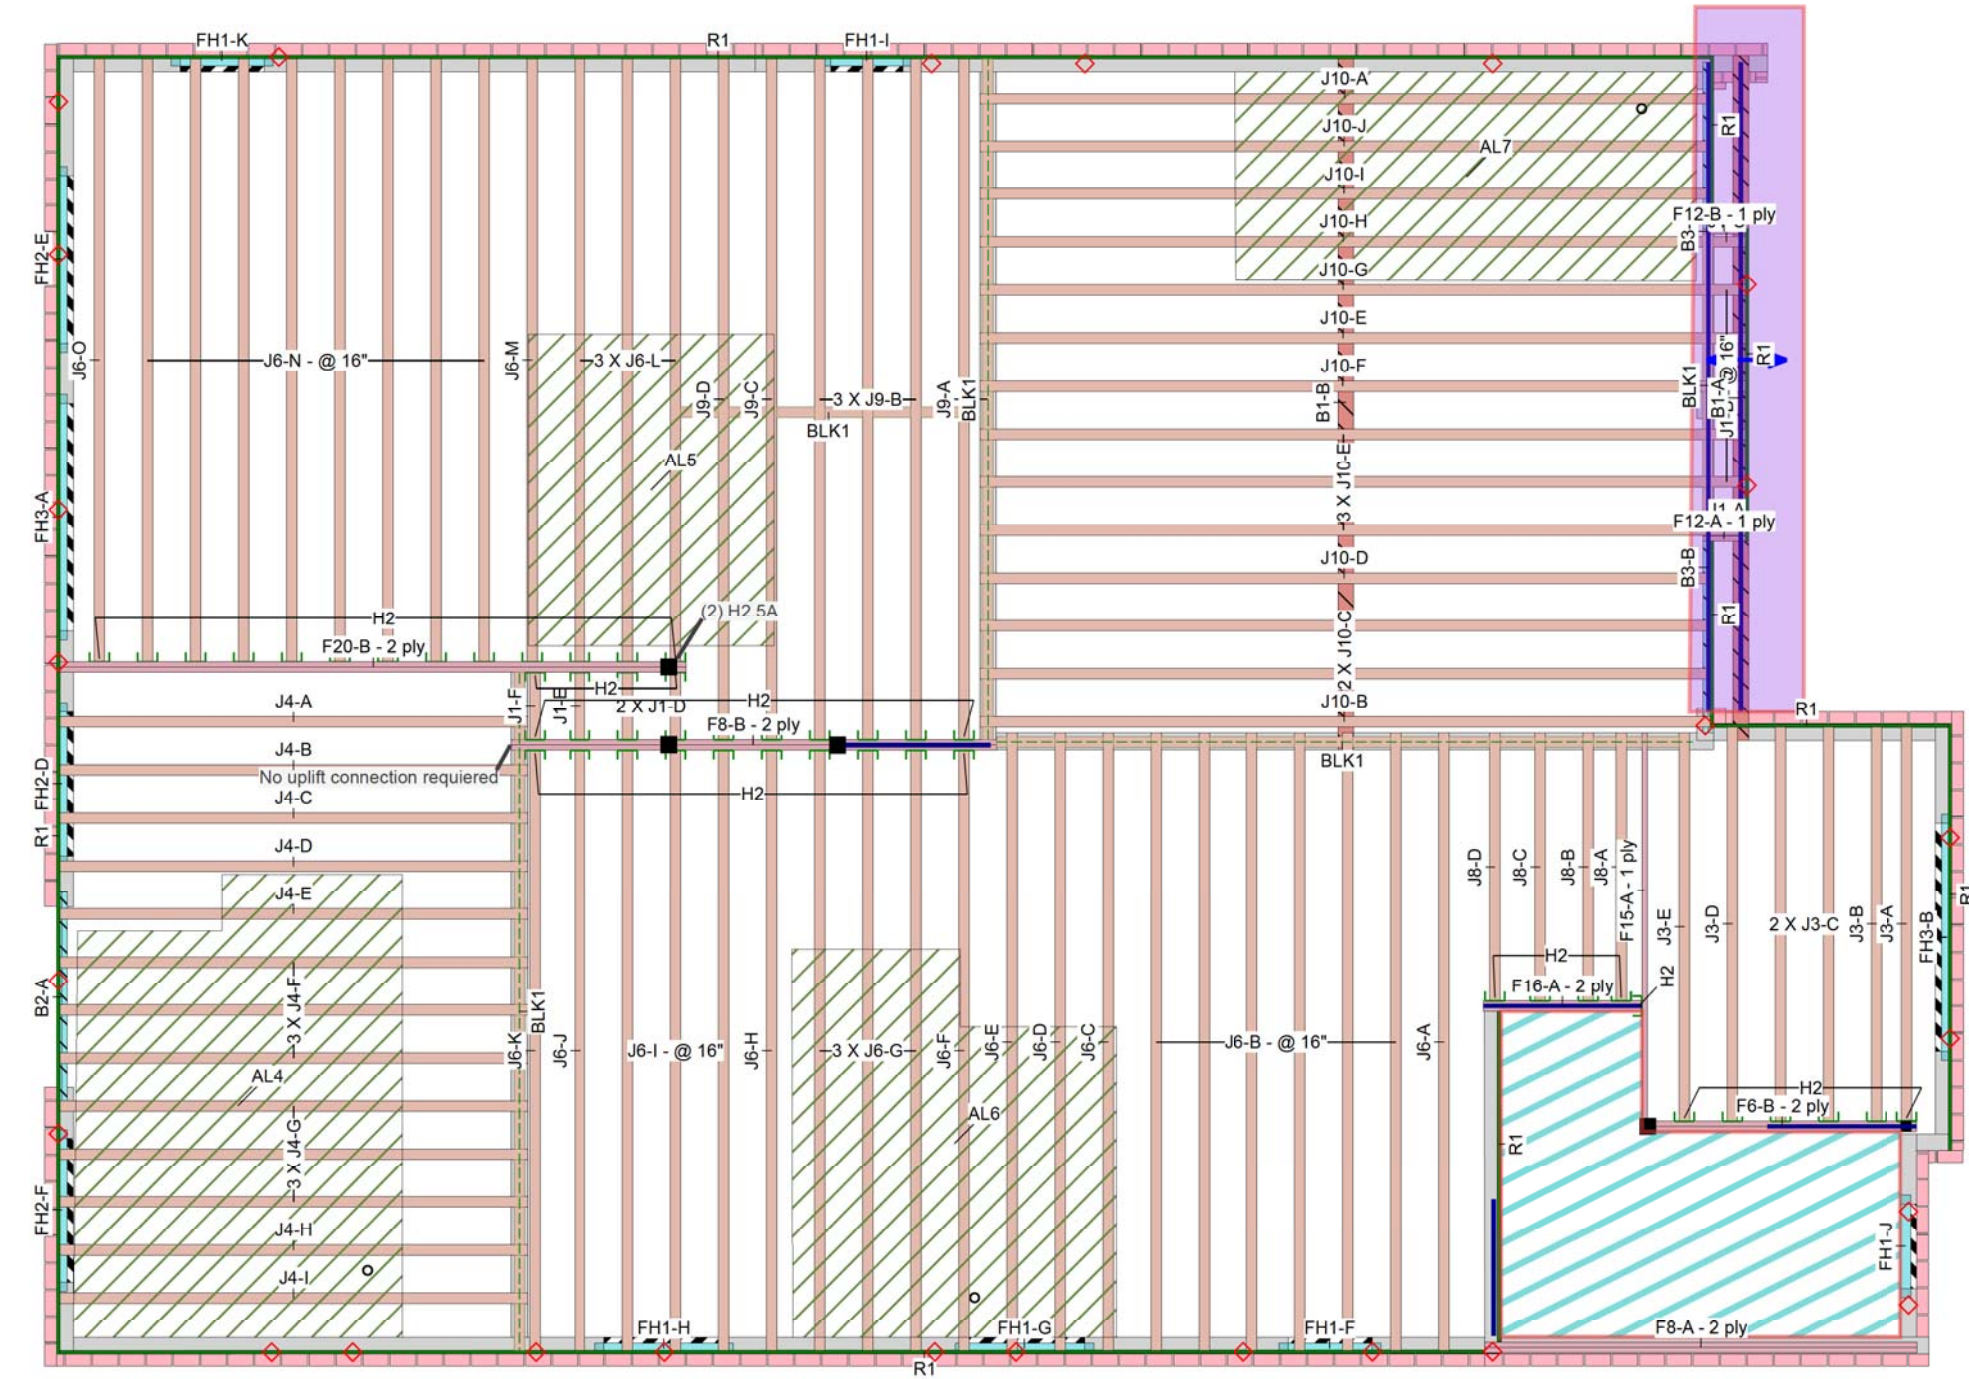 FH1-K
R1
FH1-I
J10-A
J10-J
J10-I
J10-H
J10-G
J10-E
J10-F
AL7
R1
F12-B - 1 ply
B3-
FH2-E
J6-O
J6-N - @ 16"
J6-M
3 X J6-L
J9-D
J9-C
3 X J9-B
J9-A
BLK1
BLK1
B1-B
BLK1
B1-A
@ 16"
R1
AL5
3 X J10-E
FH3-A
F12-A - 1 ply
J10-D
B3-B
R1
H2
(2) H2.5A
F20-B - 2 ply
2 X J10-C
H2
H2
J1-F
J1-E
2 X J1-D
F8-B - 2 ply
J10-B
R1
J4-A
J4-B
No uplift connection requiered
BLK1
FH2-D
H2
J4-C
R1
J4-D
J4-E
J8-D
J8-C
J8-B
J8-A
F15-A - 1 ply
J3-E
J3-D
2 X J3-C
J3-B
J3-A
FH3-B
R1
H2
F16-A - 2 ply
H2
B2-A
3 X J4-F
BLK1
J6-K
J6-J
J6-I - @ 16"
J6-H
3 X J6-G
J6-F
J6-E
J6-D
J6-C
J6-B - @ 16"
J6-A
AL4
AL6
H2
F6-B - 2 ply
R1
3 X J4-G
FH2-F
J4-H
FH1-J
J4-I
FH1-H
FH1-G
FH1-F
F8-A - 2 ply
R1